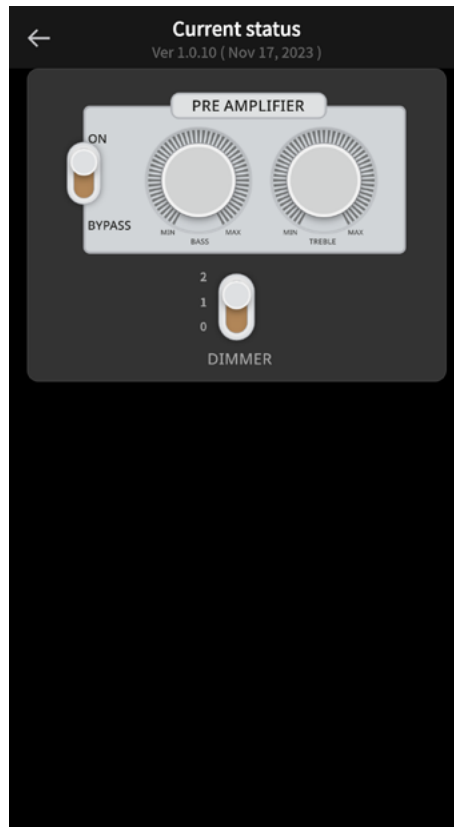 Current status
Ver 1.0.10 ( Nov 17, 2023 )
PRE AMPLIFIER
ON
BYPASS
MIN MAX
BASS
MIN MAX
TREBLE
2
1
0
DIMMER